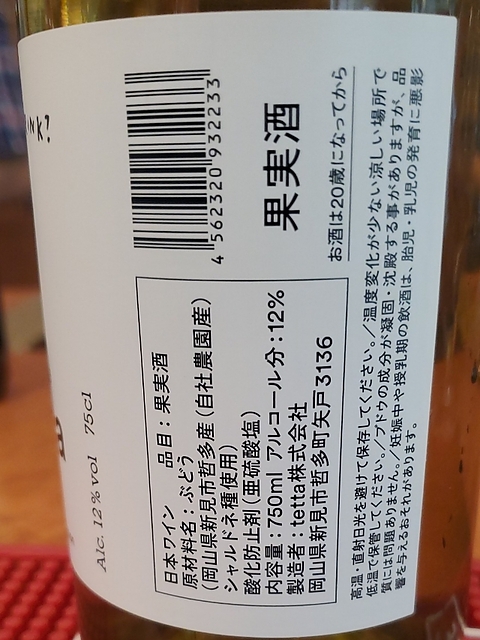 INK?
Alc. 12% vol 75cl
4 562320 932233
果実酒
お酒は20歳になってから
日本ワイン 品目：果実酒
原材料名：ぶどう
（岡山県新見市哲多産（自社農園産）
シャルドネ種使用）
酸化防止剤（亜硫酸塩）
内容量：750ml アルコール分：12%
製造者：tetta株式会社
岡山県新見市哲多町矢戸3136
高温・直射日光を避けて保存してください。／温度変化が少ない涼しい場所で
低温で保管してください。／ブドウの成分が凝固・沈殿する事がありますが、品
質には問題ありません。／妊娠中や授乳期の飲酒は、胎児・乳児の発育に悪影
響を与えるおそれがあります。